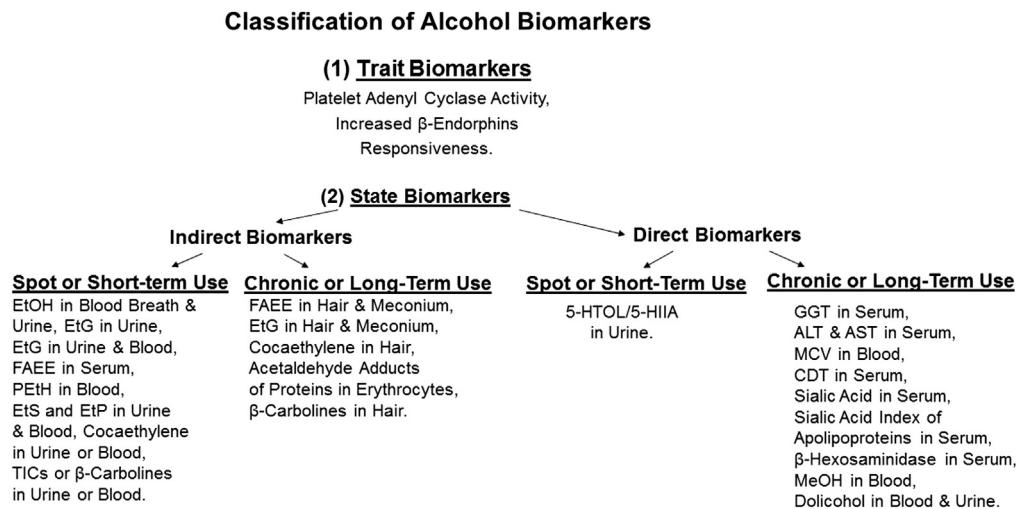 Classification of Alcohol Biomarkers
(1) Trait Biomarkers
Platelet Adenyl Cyclase Activity,
Increased β-Endorphins
Responsiveness.
(2) State Biomarkers
Indirect Biomarkers
Spot or Short-term Use
EtOH in Blood Breath &
Urine, EtG in Urine,
EtG in Urine & Blood,
FAEE in Serum,
PEtH in Blood,
EtS and EtP in Urine
& Blood, Cocaethylene
in Urine or Blood,
TICs or β-Carbolines
in Urine or Blood.
Chronic or Long-Term Use
FAEE in Hair & Meconium,
EtG in Hair & Meconium,
Cocaethylene in Hair,
Acetaldehyde Adducts
of Proteins in Erythrocytes,
β-Carbolines in Hair.
Direct Biomarkers
Spot or Short-Term Use
5-HTOL/5-HIIA
in Urine.
Chronic or Long-Term Use
GGT in Serum,
ALT & AST in Serum,
MCV in Blood,
CDT in Serum,
Sialic Acid in Serum,
Sialic Acid Index of
Apolipoproteins in Serum,
β-Hexosaminidase in Serum,
MeOH in Blood,
Dolichol in Blood & Urine.